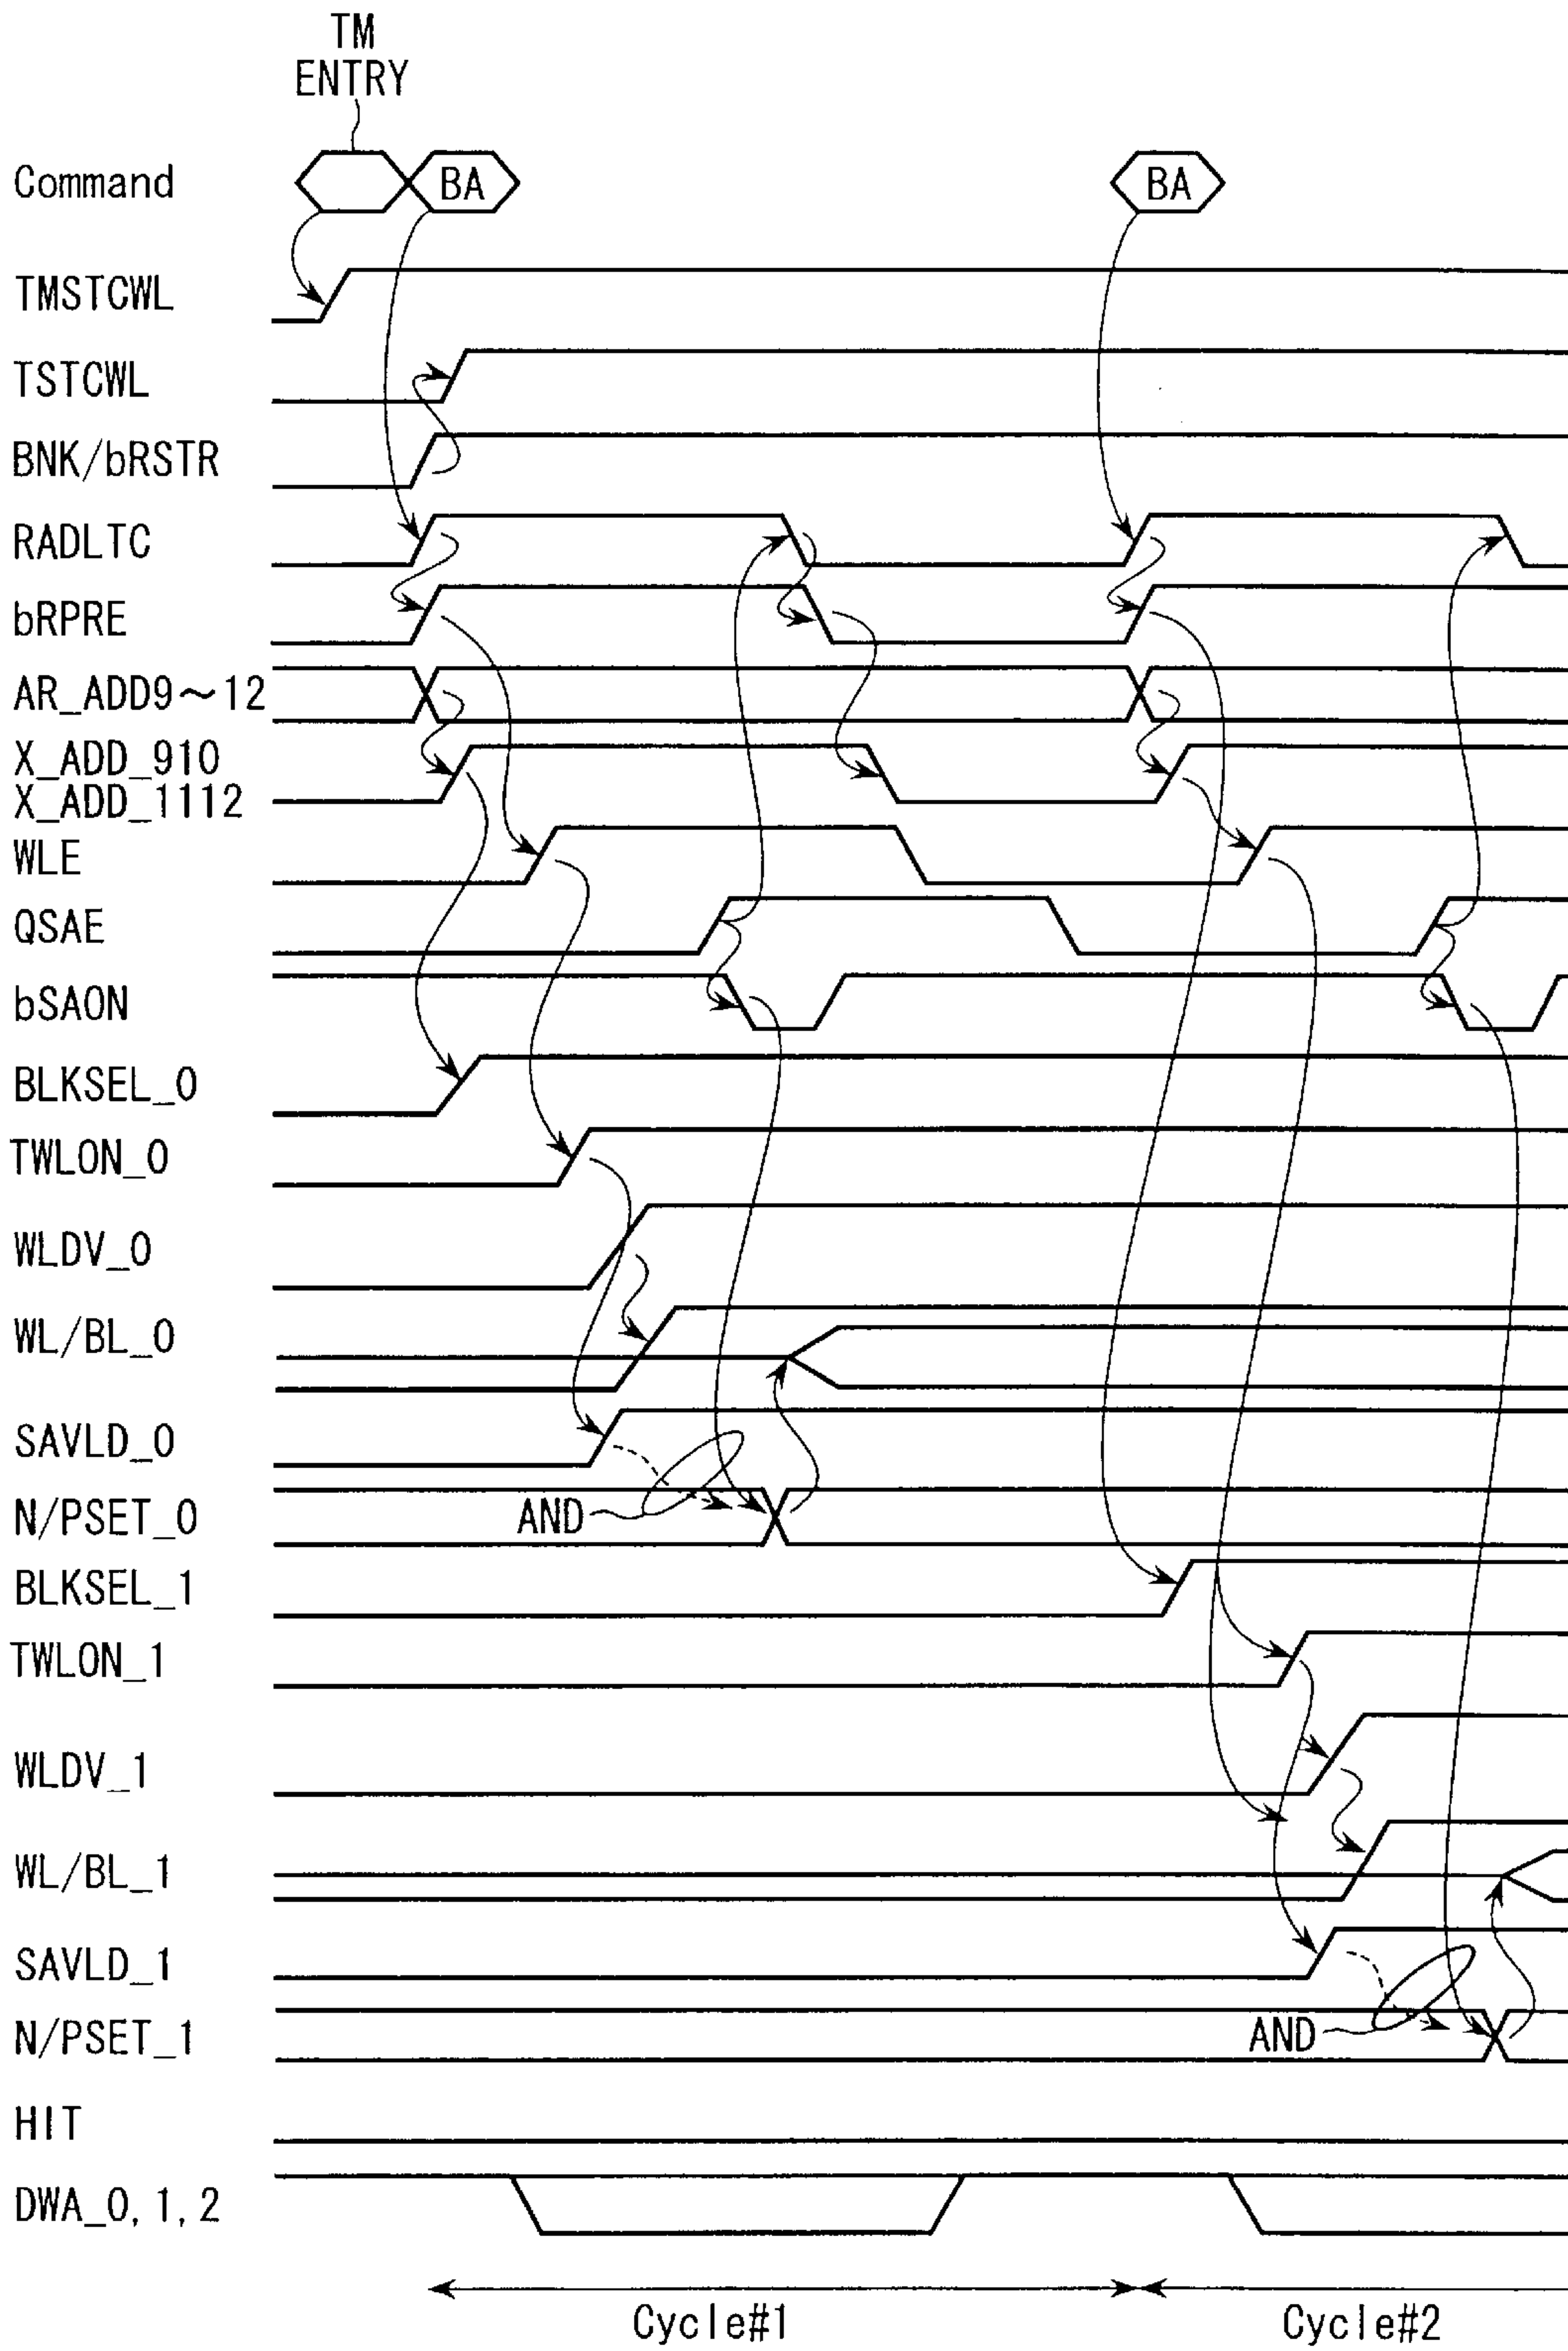 TM
ENTRY
Command
BA
BA
TMSTCWL
TSTCWL
BNK/bRSTR
RADLTC
bRPRE
AR_ADD9～12
X_ADD_910
X_ADD_1112
WLE
QSAE
bSAON
BLKSEL_0
TWLON_0
WLDV_0
WL/BL_0
SAVLD_0
N/PSET_0
AND
BLKSEL_1
TWLON_1
WLDV_1
WL/BL_1
SAVLD_1
N/PSET_1
AND
HIT
DWA_0, 1, 2
Cycle#1
Cycle#2